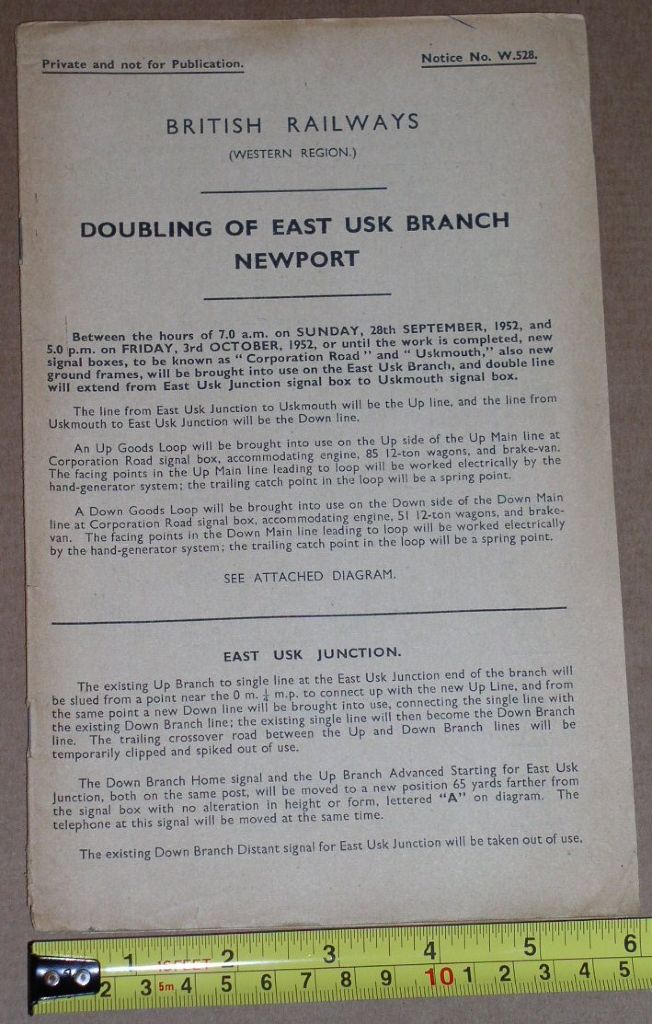 Private and not for Publication.
Notice No. W.528.
BRITISH RAILWAYS
(WESTERN REGION.)
DOUBLING OF EAST USK BRANCH
NEWPORT
Between the hours of 7.0 a.m. on SUNDAY, 28th SEPTEMBER, 1952, and
5.0 p.m. on FRIDAY, 3rd OCTOBER, 1952, or until the work is completed, new
signal boxes, to be known as "Corporation Road" and "Uskmouth," also new
ground frames, will be brought into use on the East Usk Branch, and double line
will extend from East Usk Junction signal box to Uskmouth signal box.
The line from East Usk Junction to Uskmouth will be the Up line, and the line from
Uskmouth to East Usk Junction will be the Down line.
An Up Goods Loop will be brought into use on the Up side of the Up Main line at
Corporation Road signal box, accommodating engine, 85 12-ton wagons, and brake-van.
The facing points in the Up Main line leading to loop will be worked electrically by the
hand-generator system; the trailing catch point in the loop will be a spring point.
A Down Goods Loop will be brought into use on the Down side of the Down Main
line at Corporation Road signal box, accommodating engine, 51 12-ton wagons, and brake-
van. The facing points in the Down Main line leading to loop will be worked electrically
by the hand-generator system; the trailing catch point in the loop will be a spring point.
SEE ATTACHED DIAGRAM.
EAST USK JUNCTION.
The existing Up Branch to single line at the East Usk Junction end of the branch will
be slued from a point near the 0 m. ¼ m.p. to connect up with the new Up Line, and from
the same point a new Down line will be brought into use, connecting the single line with
the existing Down Branch line; the existing single line will then become the Down Branch
line. The trailing crossover road between the Up and Down Branch lines will be
temporarily clipped and spiked out of use.
The Down Branch Home signal and the Up Branch Advanced Starting for East Usk
Junction, both on the same post, will be moved to a new position 65 yards farther from
the signal box with no alteration in height or form, lettered "A" on diagram. The
telephone at this signal will be moved at the same time.
The existing Down Branch Distant signal for East Usk Junction will be taken out of use.
1 16FEET 2 3 4 5 6
2 3 5m 4 5 6 7 8 9 10 1 2 3 4 5